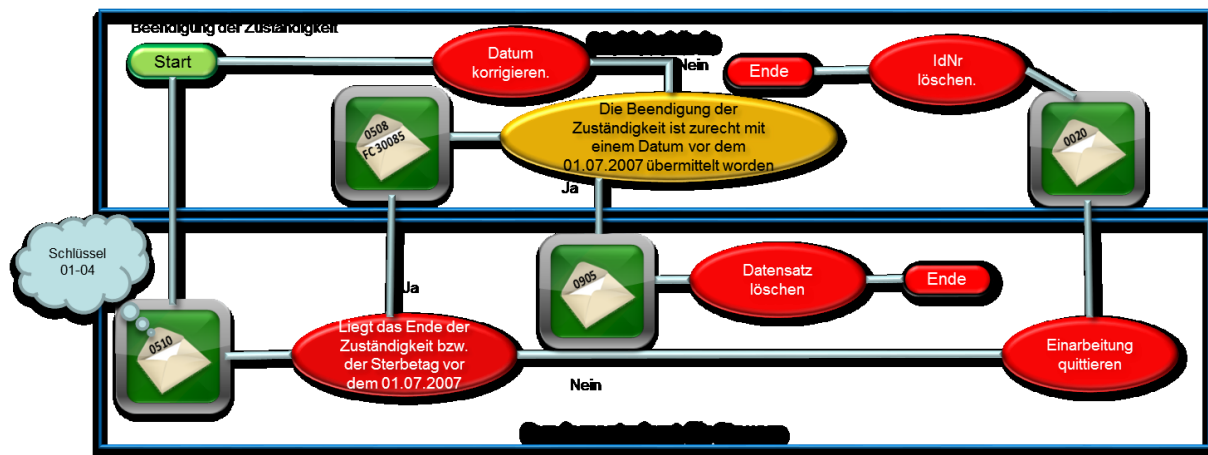 Beendigung der Zuständigkeit
Start
Datum
korrigieren.
Nein
Ende
IdNr
löschen.
0508
FC 30085
Die Beendigung der
Zuständigkeit ist zurecht mit
einem Datum vor dem
01.07.2007 übermittelt worden
0020
Ja
Schlüssel
01-04
0510
Ja
Liegt das Ende der
Zuständigkeit bzw.
der Sterbetag vor
dem 01.07.2007
0905
Datensatz
löschen
Ende
Nein
Einarbeitung
quittieren